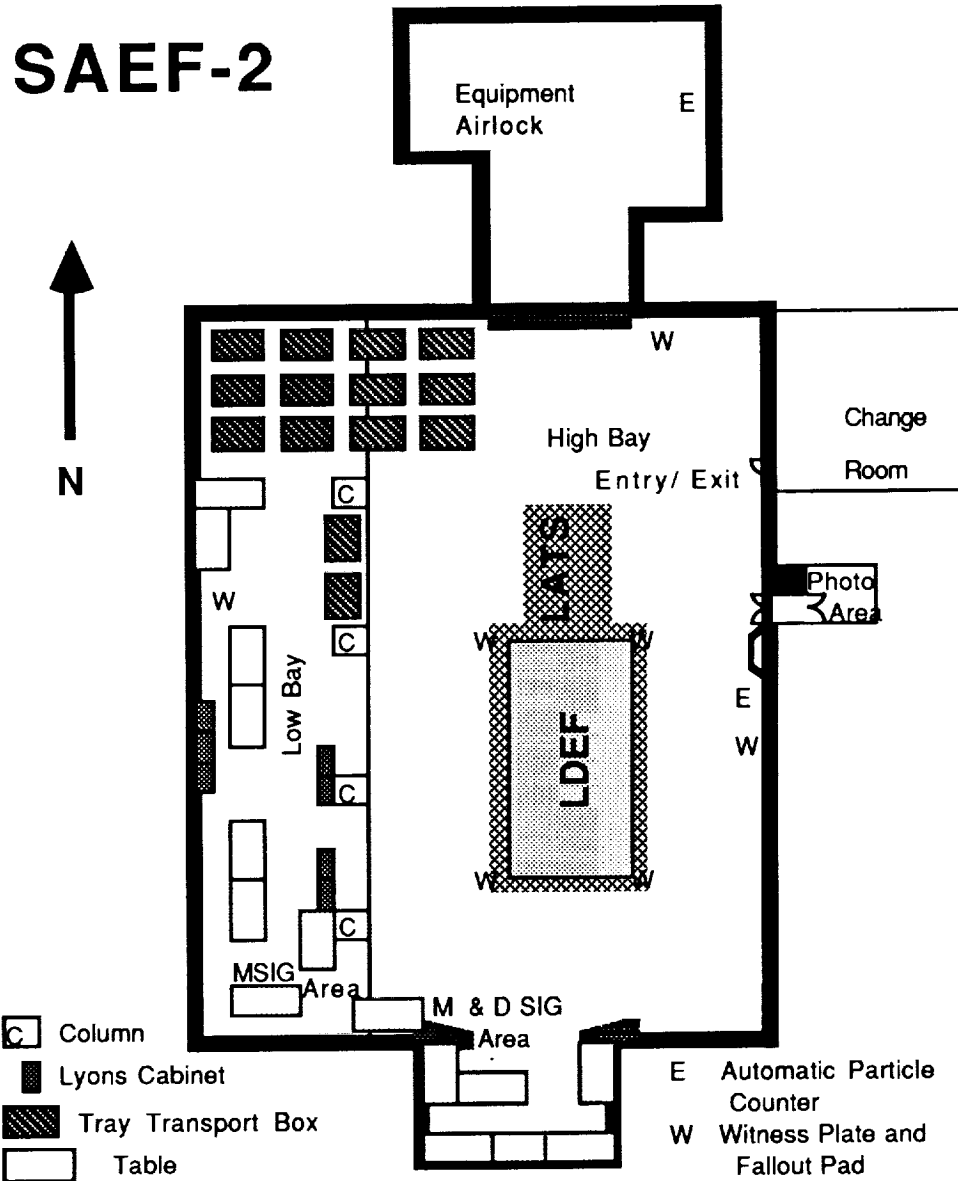 SAEF-2
Equipment
Airlock
E
N
W
High Bay
Change
Room
Entry/ Exit
C
LATS
Photo
Area
W
C
W
W
Low Bay
E
W
LDEF
C
W
W
C
MSIG
Area
M & D SIG
Area
C Column
Lyons Cabinet
Tray Transport Box
Table
E Automatic Particle
Counter
W Witness Plate and
Fallout Pad